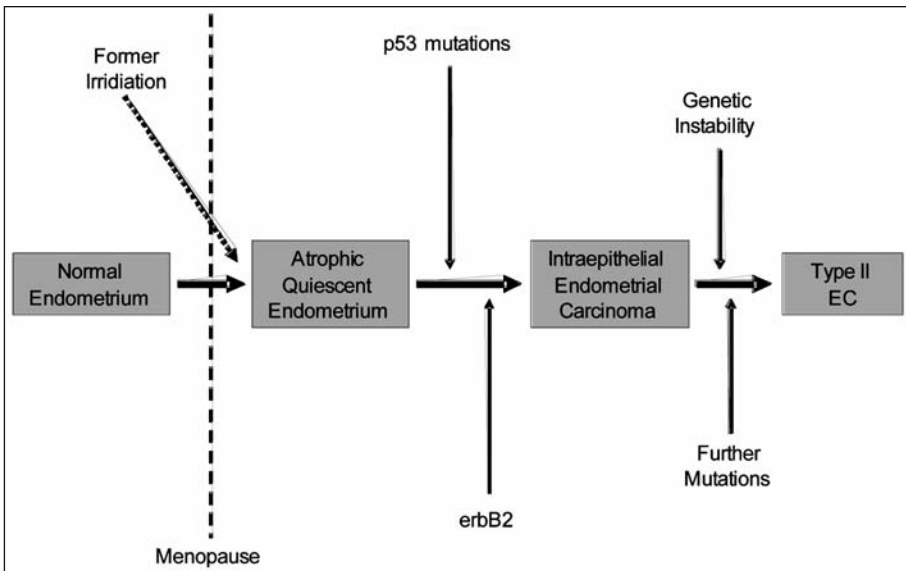 Former
Irridiation
p53 mutations
Genetic
Instability
Normal
Endometrium
Atrophic
Quiescent
Endometrium
Intraepithelial
Endometrial
Carcinoma
Type II
EC
Further
Mutations
erbB2
Menopause